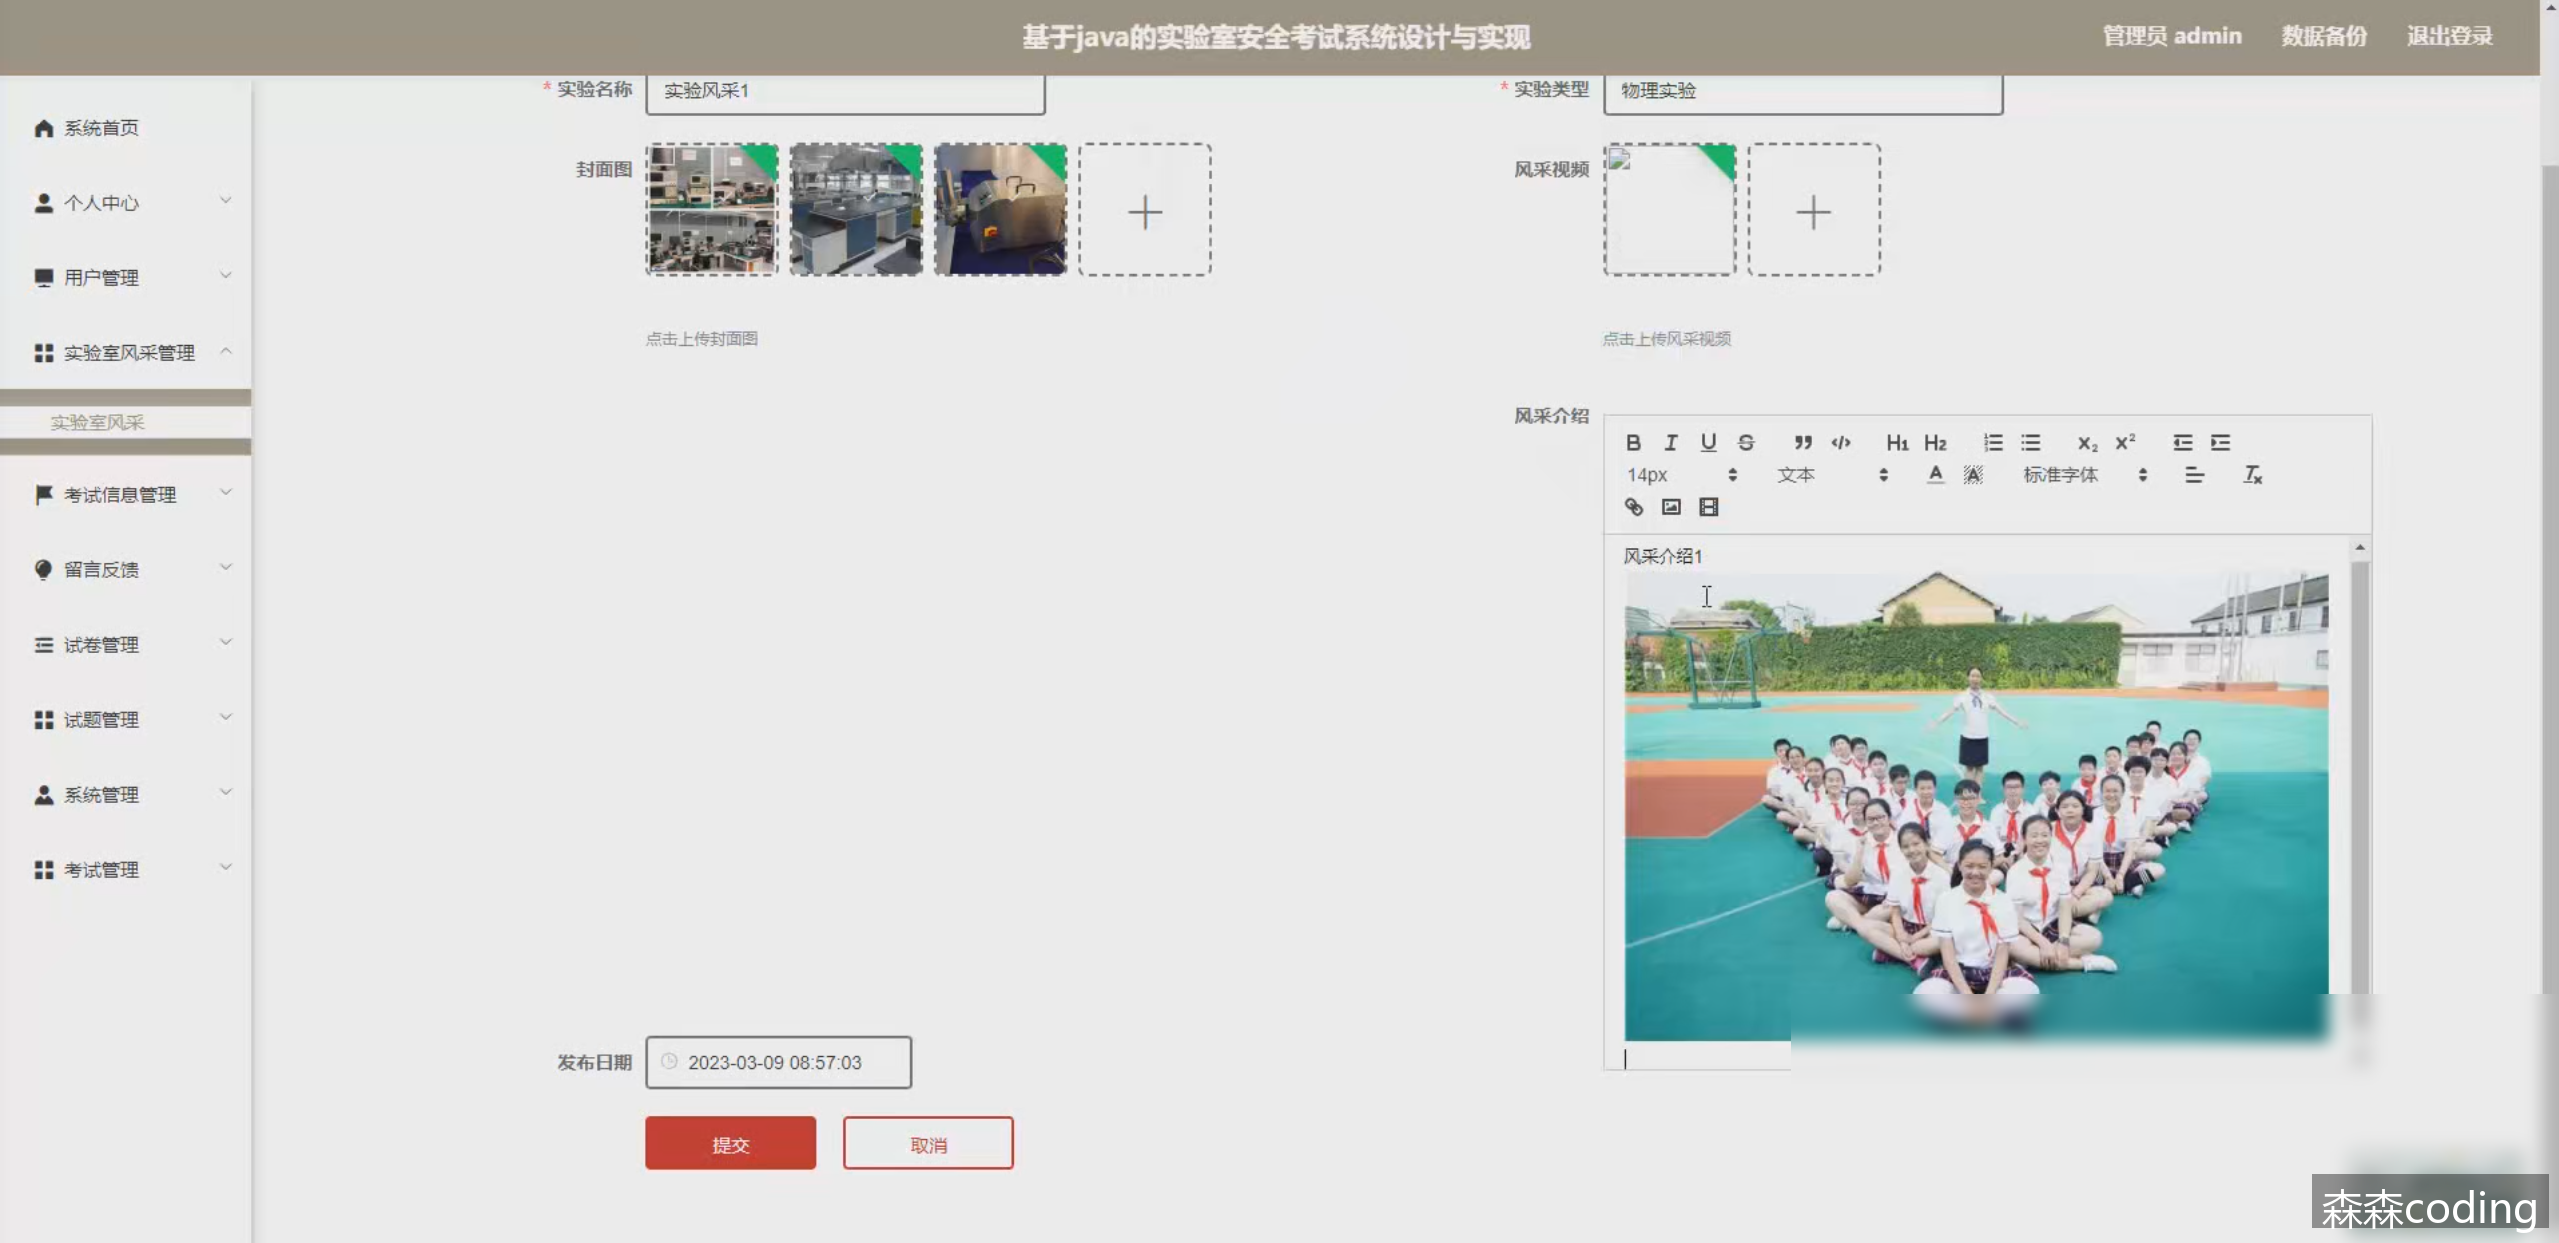 基于java的实验室安全考试系统设计与实现
管理员 admin
数据备份
退出登录
系统首页
个人中心
用户管理
实验室风采管理
实验室风采
考试信息管理
留言反馈
试卷管理
试题管理
系统管理
考试管理
* 实验名称
实验风采1
* 实验类型
物理实验
封面图
点击上传封面图
风采视频
点击上传风采视频
风采介绍
B I U S ” </> H1 H2 x₂ x²
14px 文本 A A 标准字体 Tx
风采介绍1
发布日期
2023-03-09 08:57:03
提交
取消
森森coding